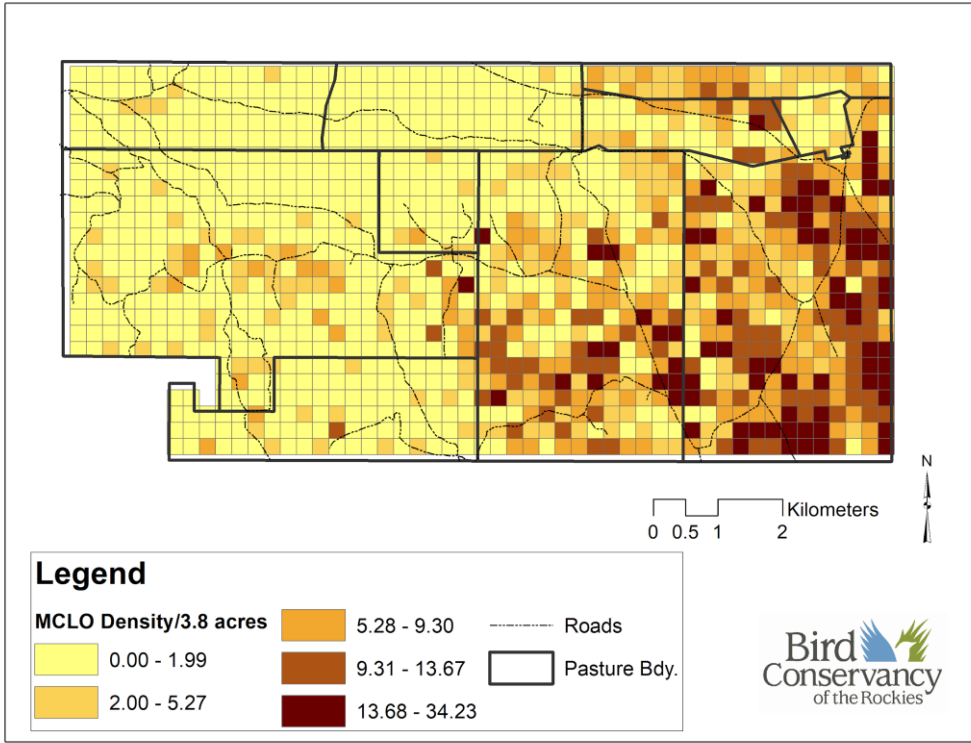 N
Kilometers
0 0.5 1 2
Legend
MCLO Density/3.8 acres
0.00 - 1.99
2.00 - 5.27
5.28 - 9.30
9.31 - 13.67
13.68 - 34.23
Roads
Pasture Bdy.
Bird
Conservancy
of the Rockies